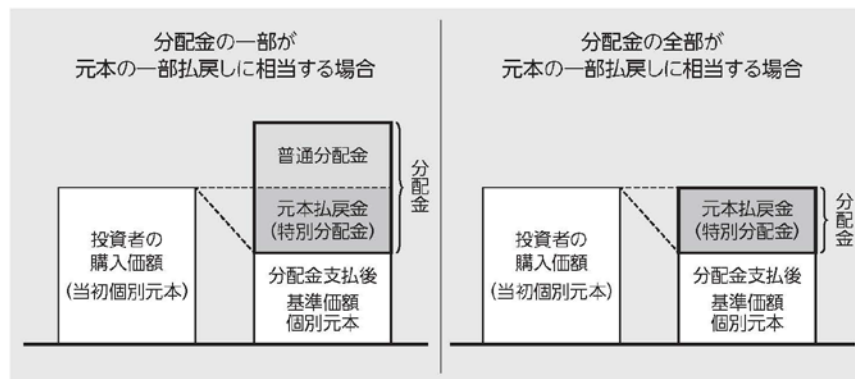 分配金の一部が
元本の一部払戻しに相当する場合
普通分配金
元本払戻金
(特別分配金)
分配金
投資者の
購入価額
(当初個別元本)
分配金支払後
基準価額
個別元本
分配金の全部が
元本の一部払戻しに相当する場合
元本払戻金
(特別分配金)
分配金
投資者の
購入価額
(当初個別元本)
分配金支払後
基準価額
個別元本